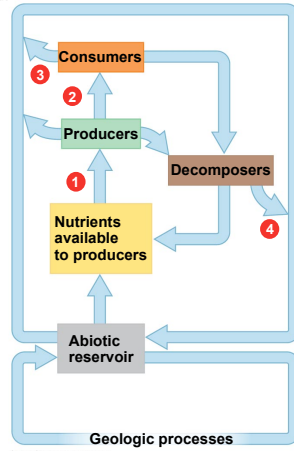 Consumers
3
2
Producers
Decomposers
1
4
Nutrients
available
to producers
Abiotic
reservoir
Geologic processes